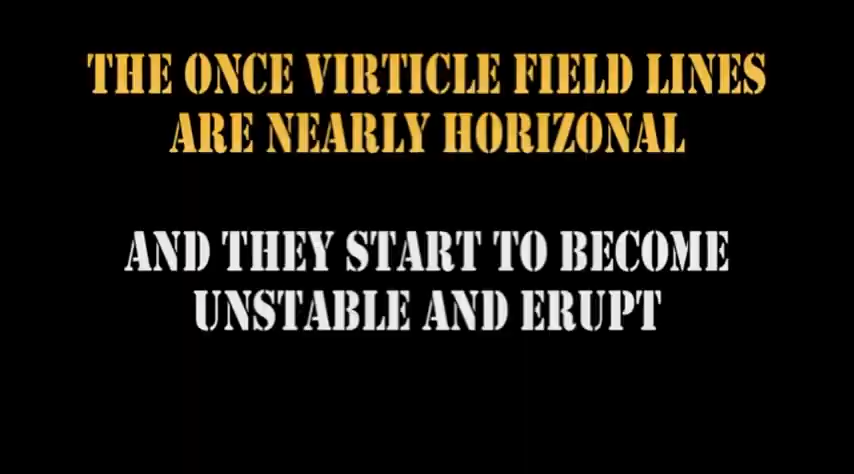 THE ONCE VIRTICLE FIELD LINES
ARE NEARLY HORIZONAL
AND THEY START TO BECOME
UNSTABLE AND ERUPT